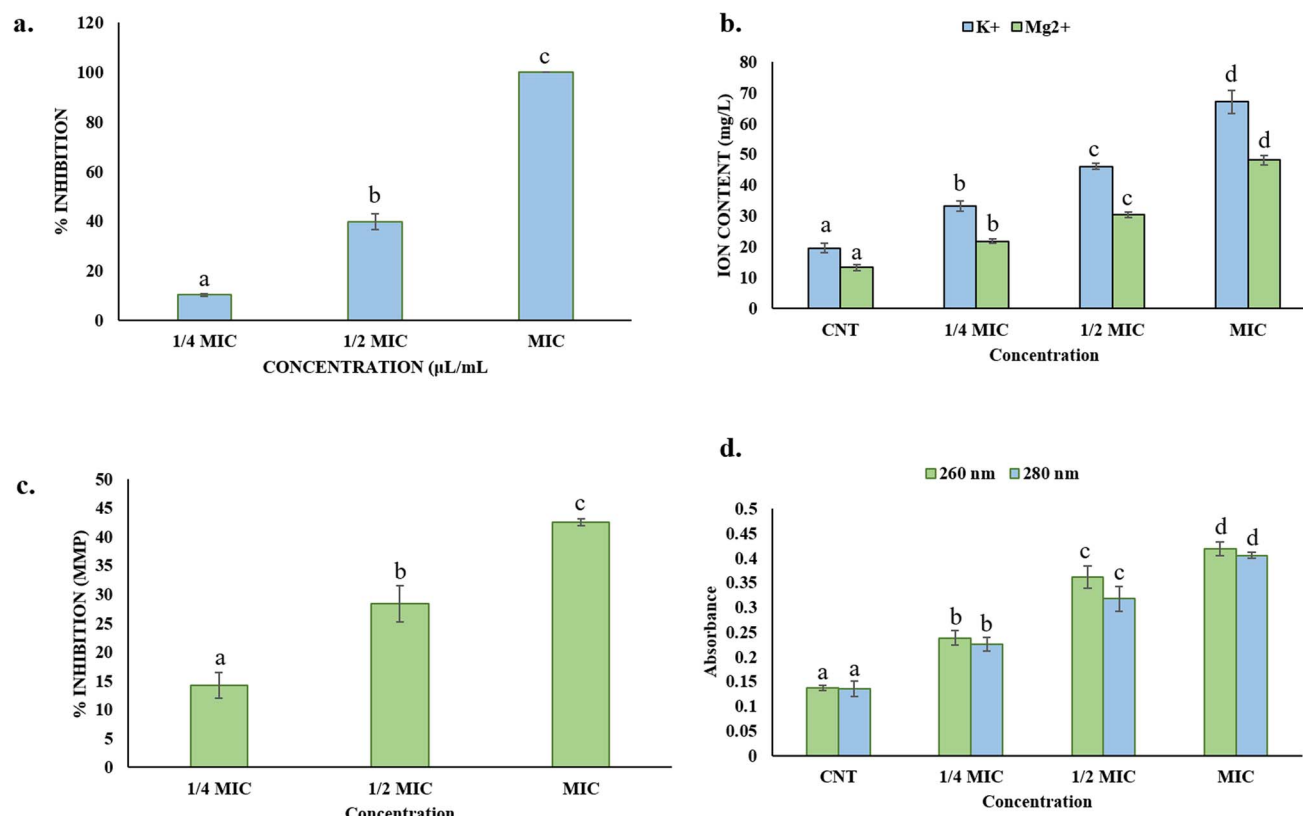 a.
120
100
80
60
40
20
0
% INHIBITION
a
b
c
1/4 MIC 1/2 MIC MIC
CONCENTRATION (µL/mL
b.
K+ Mg2+
80
70
60
50
40
30
20
10
0
ION CONTENT (mg/L)
a a
b b
c c
d d
CNT 1/4 MIC 1/2 MIC MIC
Concentration
c.
50
45
40
35
30
25
20
15
10
5
0
% INHIBITION (MMP)
a
b
c
1/4 MIC 1/2 MIC MIC
Concentration
d.
260 nm 280 nm
0.5
0.45
0.4
0.35
0.3
0.25
0.2
0.15
0.1
0.05
0
Absorbance
a a
b b
c c
d d
CNT 1/4 MIC 1/2 MIC MIC
Concentration